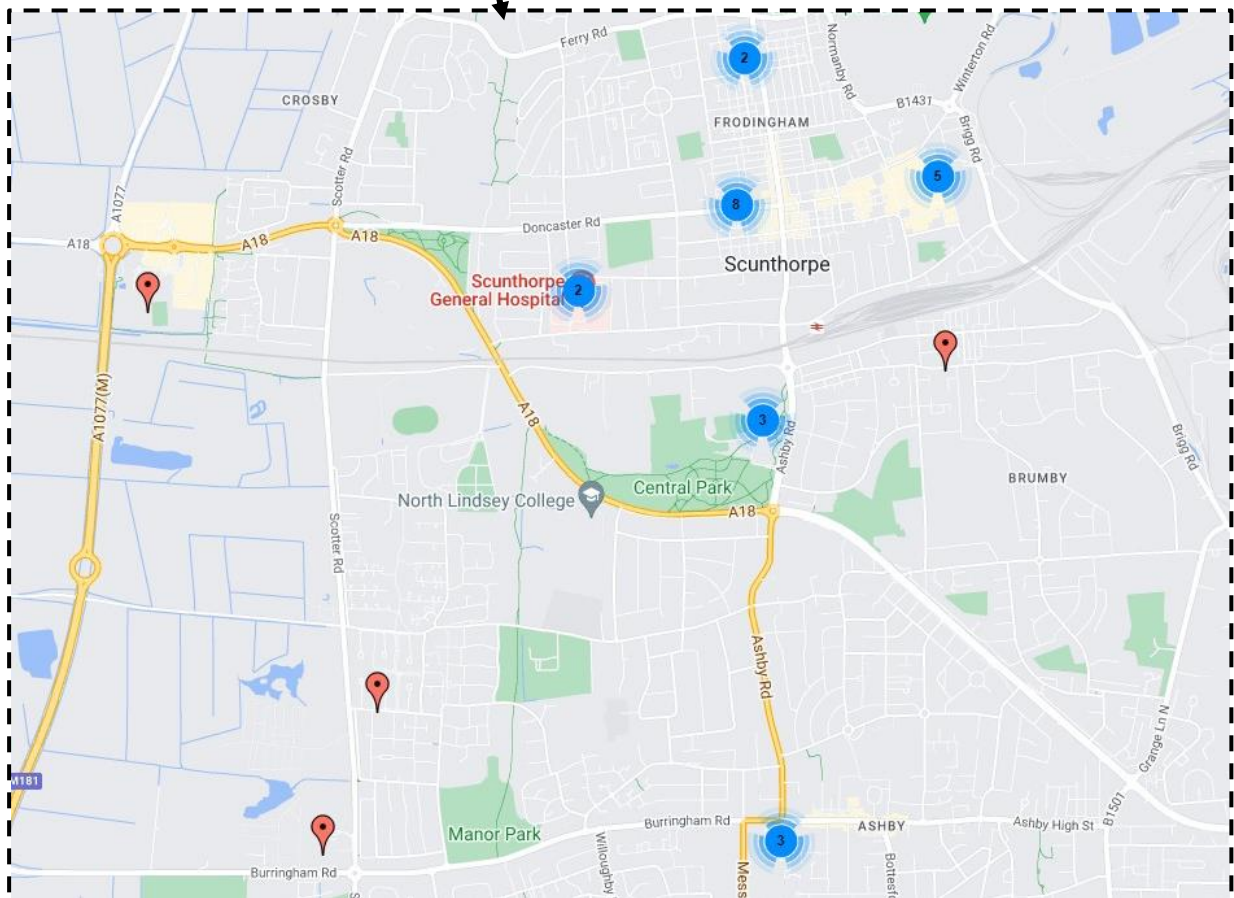 Ferry Rd
2
Normanby Rd
Winterton Rd
CROSBY
B1431
FRODINGHAM
Brigg Rd
Scotter Rd
5
A1077
8
Doncaster Rd
A18
A18
A18
Scunthorpe
Scunthorpe
General Hospital
2
A1077(M)
A18
3
Ashby Rd
Brigg Rd
BRUMBY
Central Park
North Lindsey College
A18
Scotter Rd
Ashby Rd
Grange Ln N
M181
B1501
Burringham Rd
ASHBY
Ashby High St
Manor Park
3
Willoughby
Bottesf
Mess
Burringham Rd
S